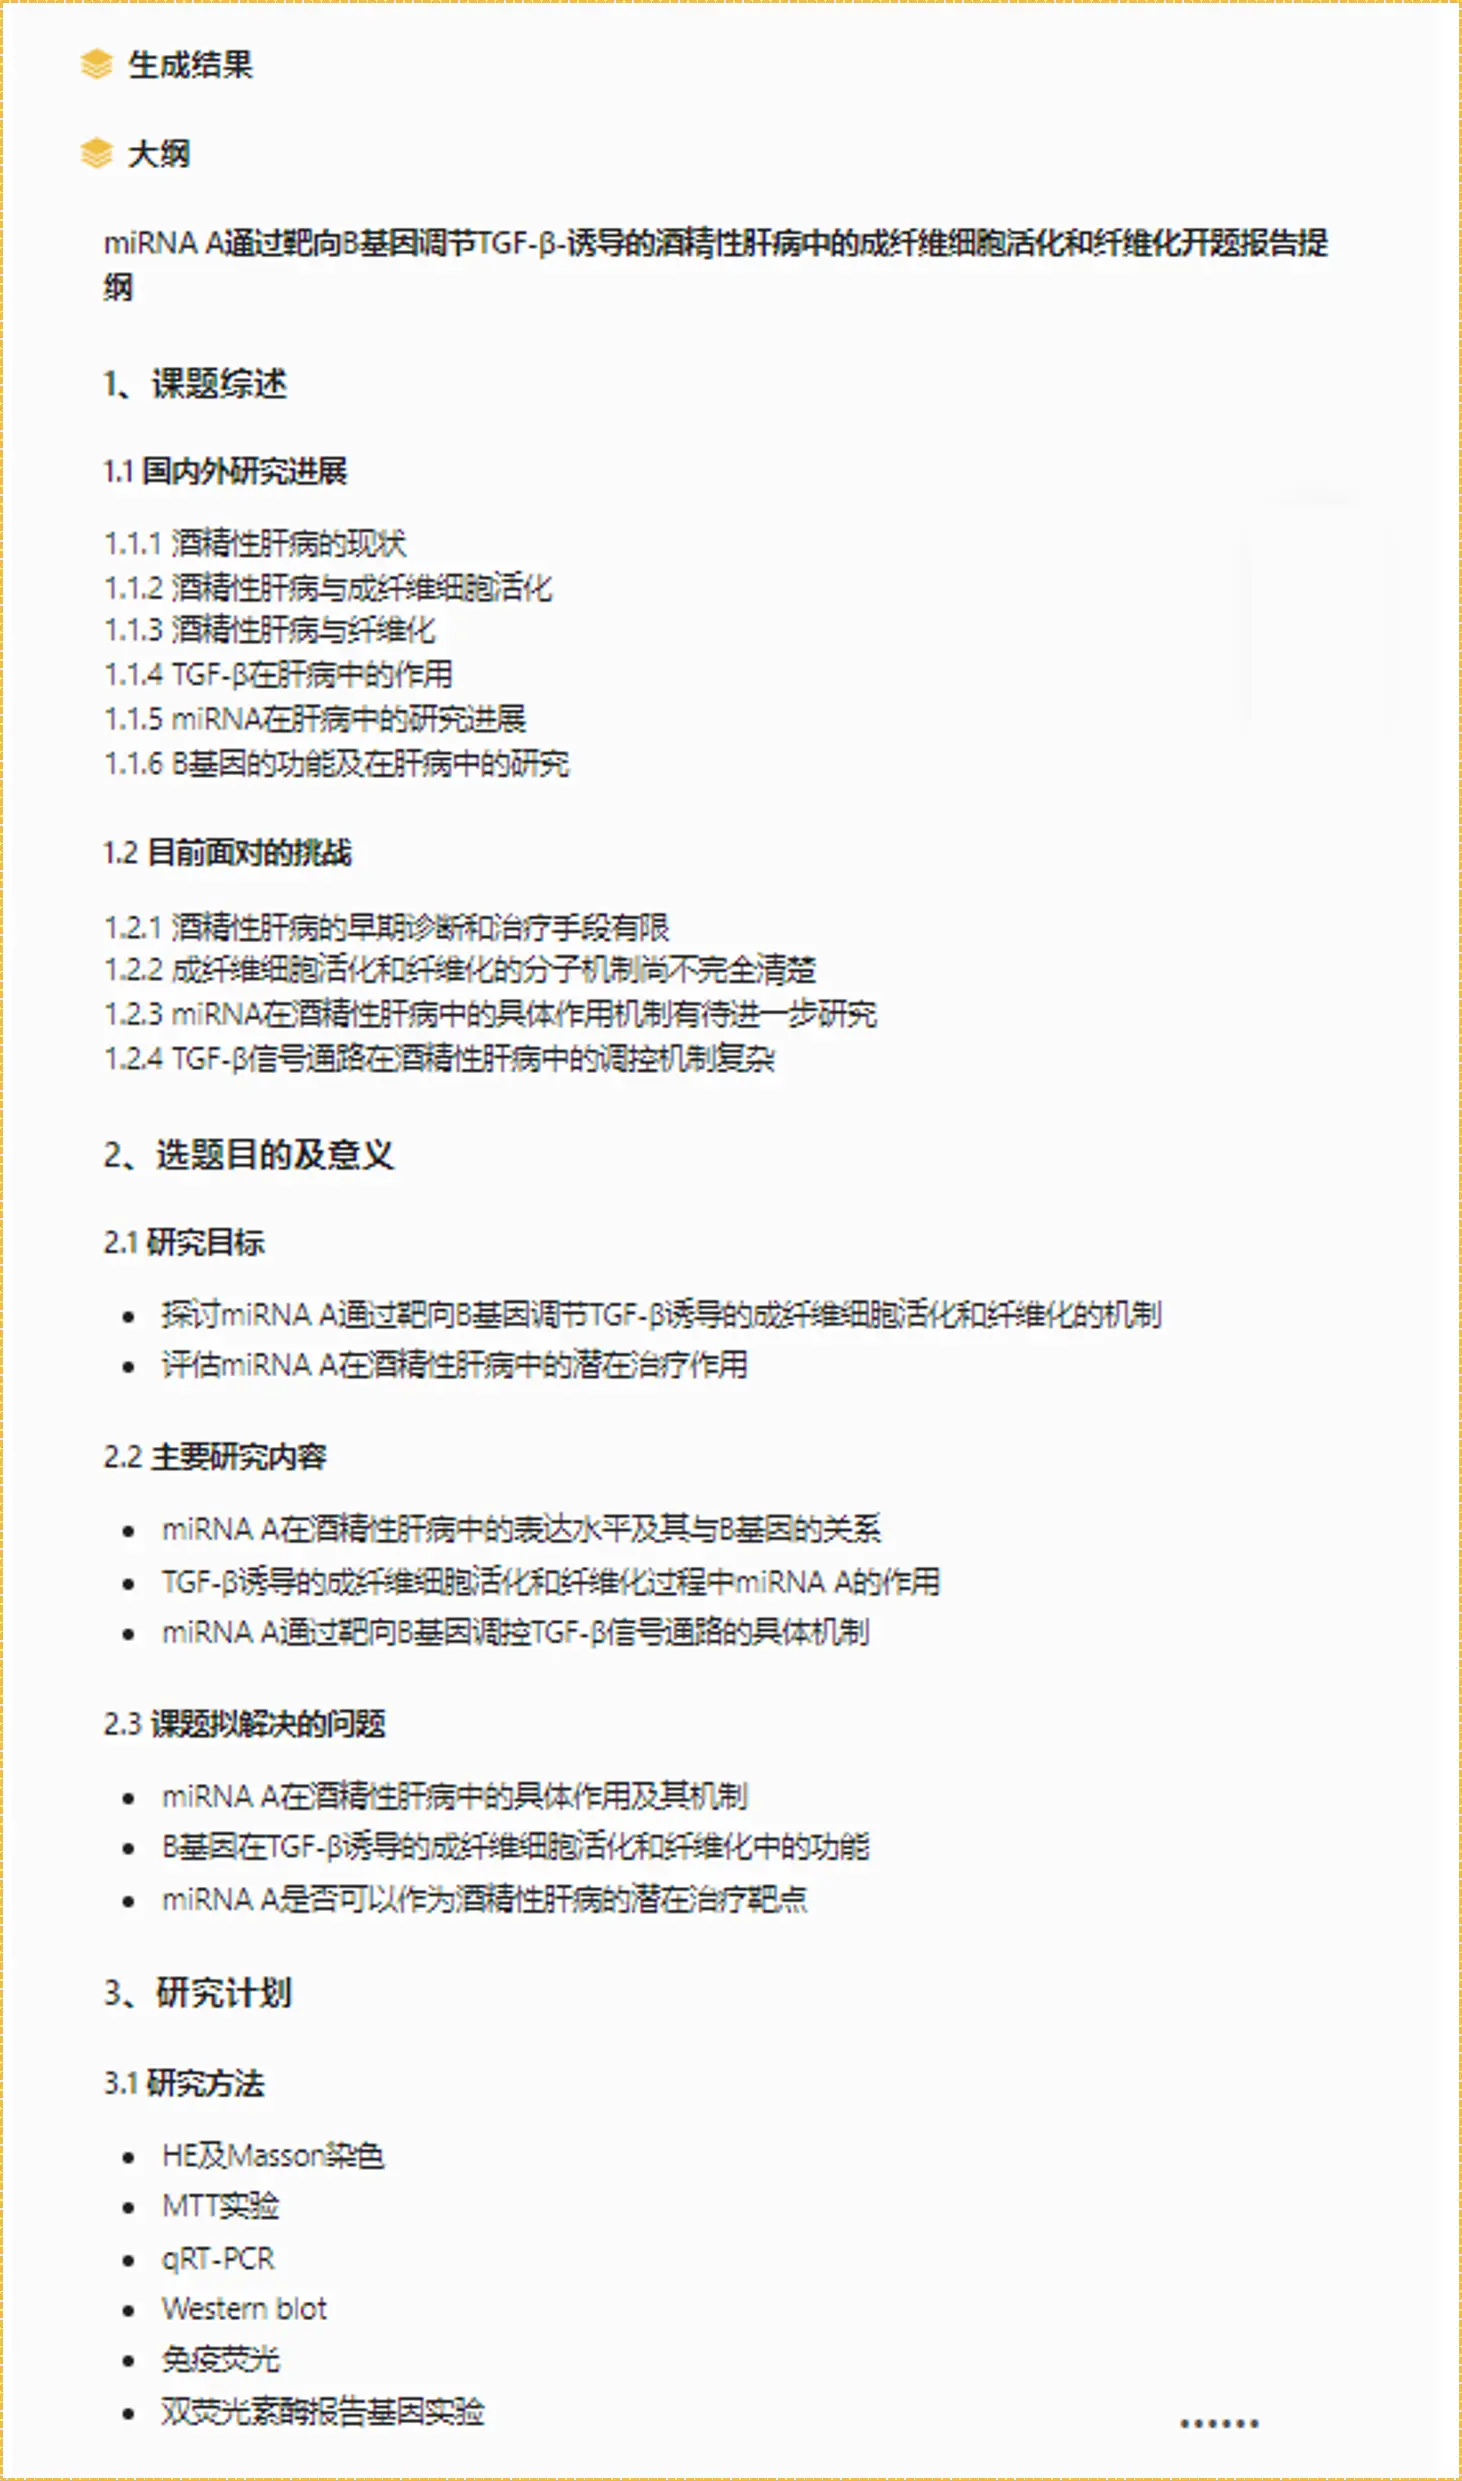 生成结果
大纲
miRNA A通过靶向B基因调节TGF-β-诱导的酒精性肝病中的成纤维细胞活化和纤维化开题报告提
纲
1、课题综述
1.1 国内外研究进展
1.1.1 酒精性肝病的现状
1.1.2 酒精性肝病与成纤维细胞活化
1.1.3 酒精性肝病与纤维化
1.1.4 TGF-β在肝病中的作用
1.1.5 miRNA在肝病中的研究进展
1.1.6 B基因的功能及在肝病中的研究
1.2 目前面对的挑战
1.2.1 酒精性肝病的早期诊断和治疗手段有限
1.2.2 成纤维细胞活化和纤维化的分子机制尚不完全清楚
1.2.3 miRNA在酒精性肝病中的具体作用机制有待进一步研究
1.2.4 TGF-β信号通路在酒精性肝病中的调控机制复杂
2、选题目的及意义
2.1 研究目标
• 探讨miRNA A通过靶向B基因调节TGF-β诱导的成纤维细胞活化和纤维化的机制
• 评估miRNA A在酒精性肝病中的潜在治疗作用
2.2 主要研究内容
• miRNA A在酒精性肝病中的表达水平及其与B基因的关系
• TGF-β诱导的成纤维细胞活化和纤维化过程中miRNA A的作用
• miRNA A通过靶向B基因调控TGF-β信号通路的具体机制
2.3 课题拟解决的问题
• miRNA A在酒精性肝病中的具体作用及其机制
• B基因在TGF-β诱导的成纤维细胞活化和纤维化中的功能
• miRNA A是否可以作为酒精性肝病的潜在治疗靶点
3、研究计划
3.1 研究方法
• HE及Masson染色
• MTT实验
• qRT-PCR
• Western blot
• 免疫荧光
• 双荧光素酶报告基因实验
••••••